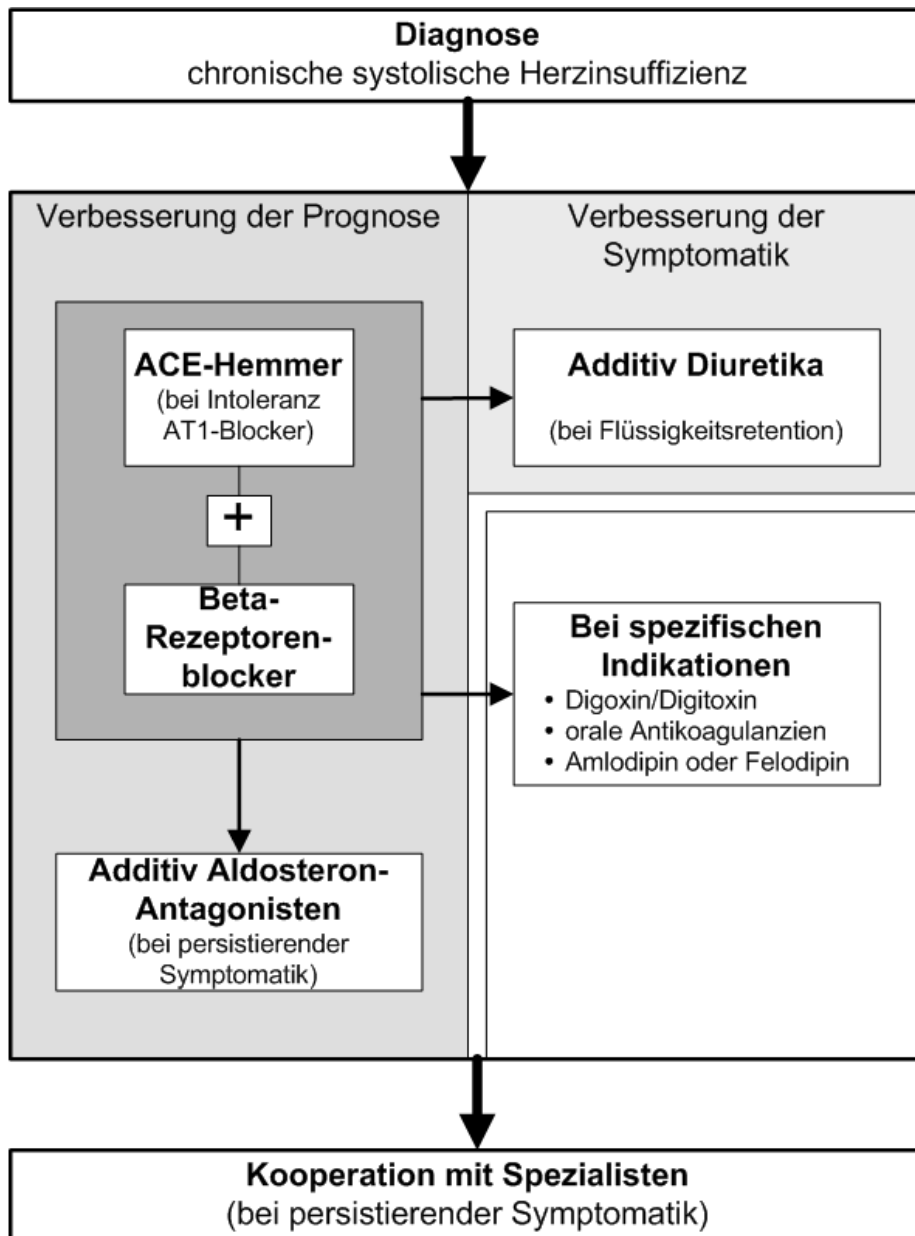 Diagnose
chronische systolische Herzinsuffizienz
Verbesserung der Prognose
ACE-Hemmer
(bei Intoleranz
AT1-Blocker)
+
Beta-
Rezeptoren-
blocker
Additiv Aldosteron-
Antagonisten
(bei persistierender
Symptomatik)
Verbesserung der
Symptomatik
Additiv Diuretika
(bei Flüssigkeitsretention)
Bei spezifischen
Indikationen
• Digoxin/Digitoxin
• orale Antikoagulanzien
• Amlodipin oder Felodipin
Kooperation mit Spezialisten
(bei persistierender Symptomatik)